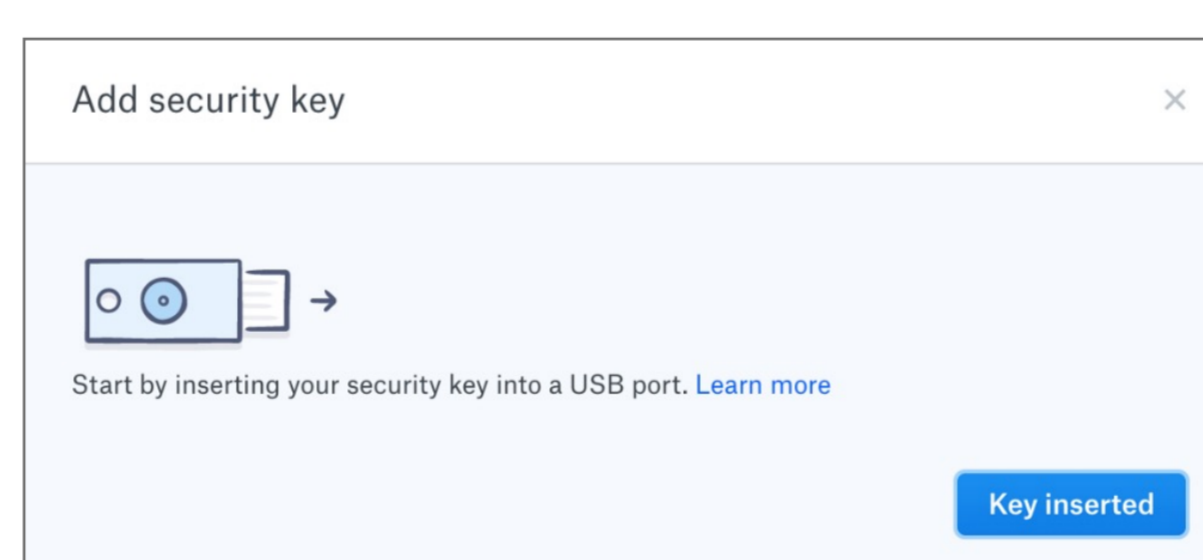 Add security key
Start by inserting your security key into a USB port. Learn more
Key inserted